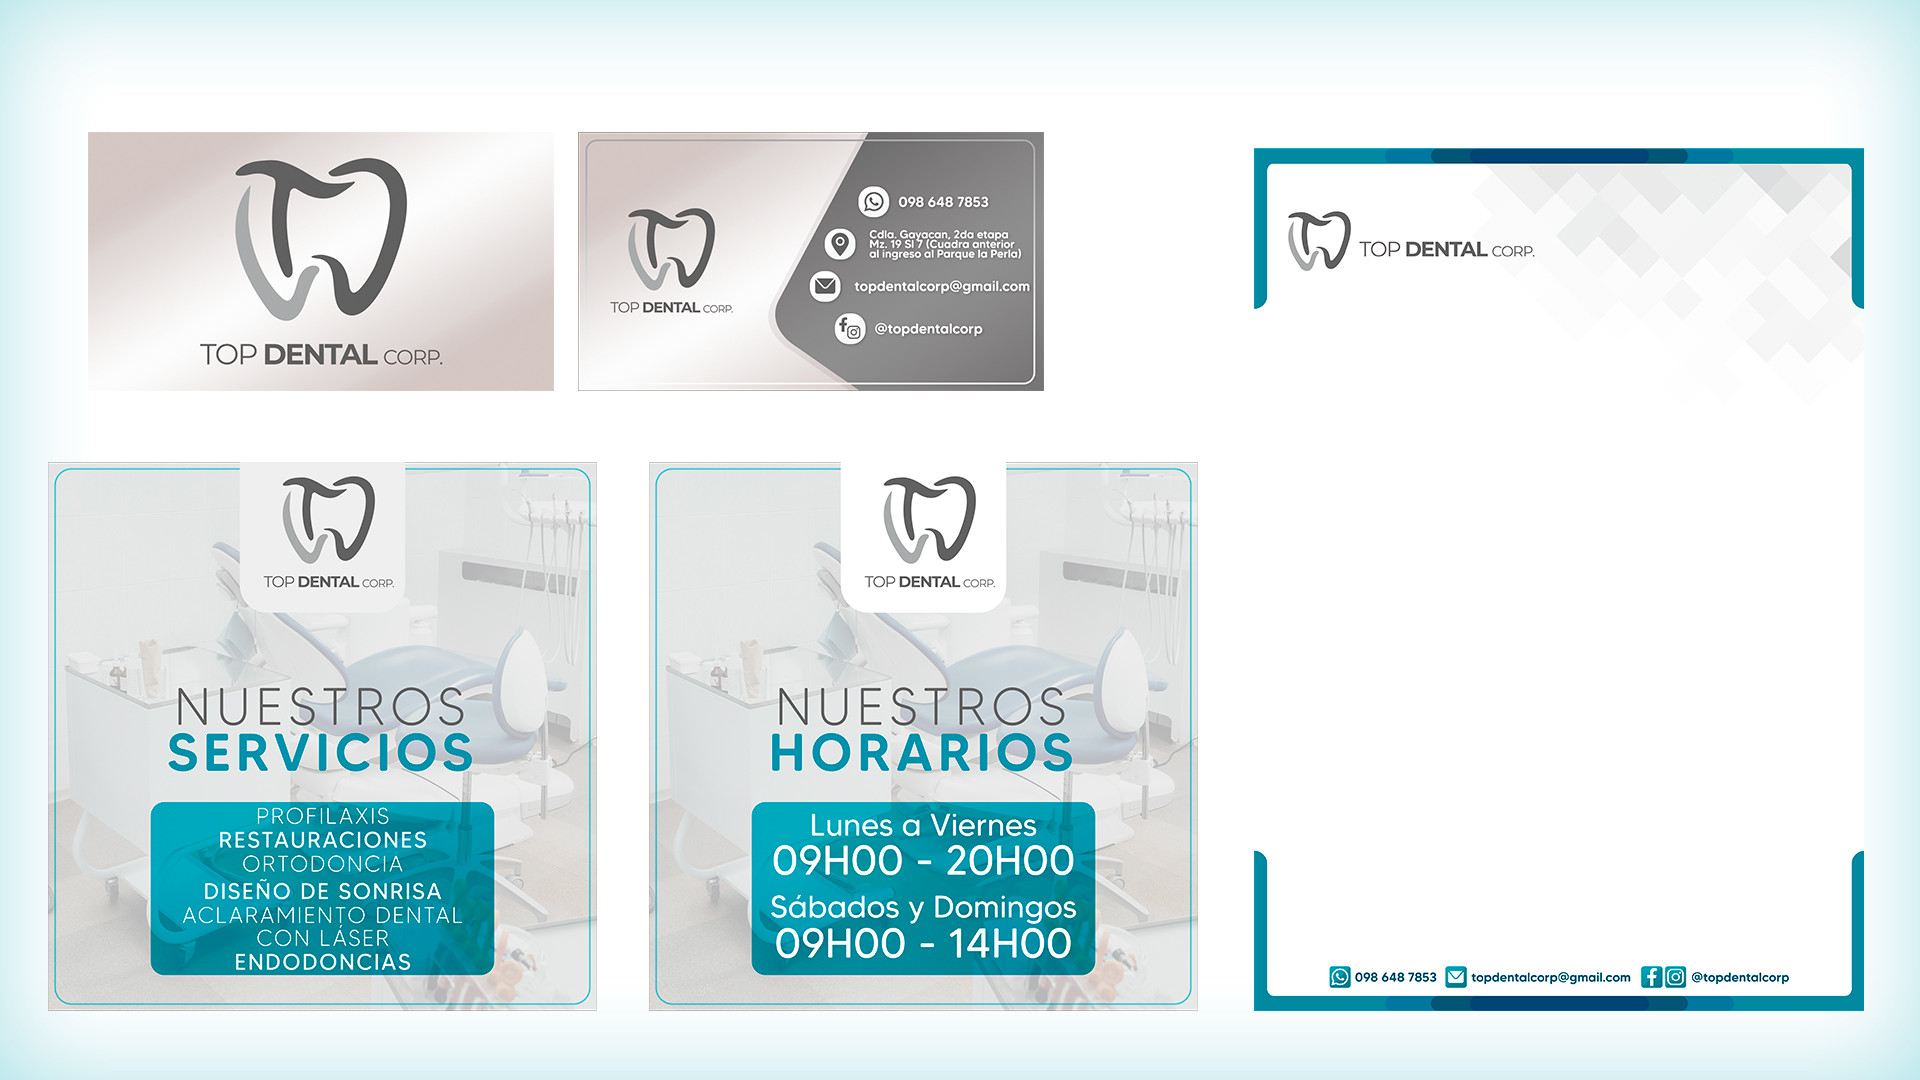 TOP DENTAL CORP.
TOP DENTAL CORP.
098 648 7853
Cdla. Gayacan, 2da etapa
Mz. 19 Sl 7 (Cuadra anterior
al ingreso al Parque la Perla)
topdentalcorp@gmail.com
@topdentalcorp
TOP DENTAL CORP.
NUESTROS
SERVICIOS
PROFILAXIS
RESTAURACIONES
ORTODONCIA
DISEÑO DE SONRISA
ACLARAMIENTO DENTAL
CON LÁSER
ENDODONCIAS
TOP DENTAL CORP.
NUESTROS
HORARIOS
Lunes a Viernes
09H00 - 20H00
Sábados y Domingos
09H00 - 14H00
TOP DENTAL CORP.
098 648 7853 topdentalcorp@gmail.com @topdentalcorp